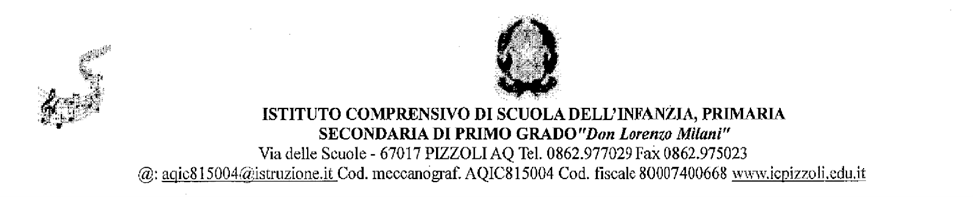 ISTITUTO COMPRENSIVO DI SCUOLA DELL'INFANZIA, PRIMARIA
SECONDARIA DI PRIMO GRADO"Don Lorenzo Milani"
Via delle Scuole - 67017 PIZZOLI AQ Tel. 0862.977029 Fax 0862.975023
@: aqic815004@istruzione.it Cod. meccanograf. AQIC815004 Cod. fiscale 80007400668 www.icpizzoli.edu.it